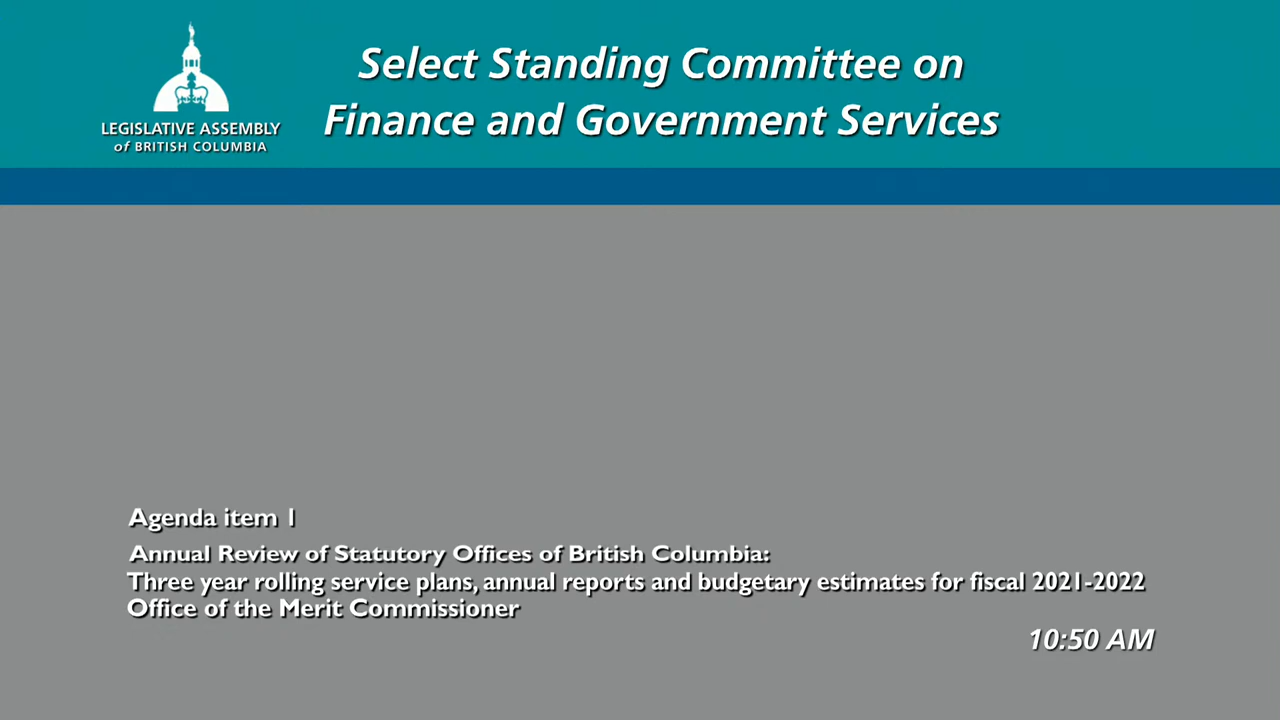 LEGISLATIVE ASSEMBLY
of BRITISH COLUMBIA
Select Standing Committee on
Finance and Government Services
Agenda item 1
Annual Review of Statutory Offices of British Columbia:
Three year rolling service plans, annual reports and budgetary estimates for fiscal 2021-2022
Office of the Merit Commissioner
10:50 AM